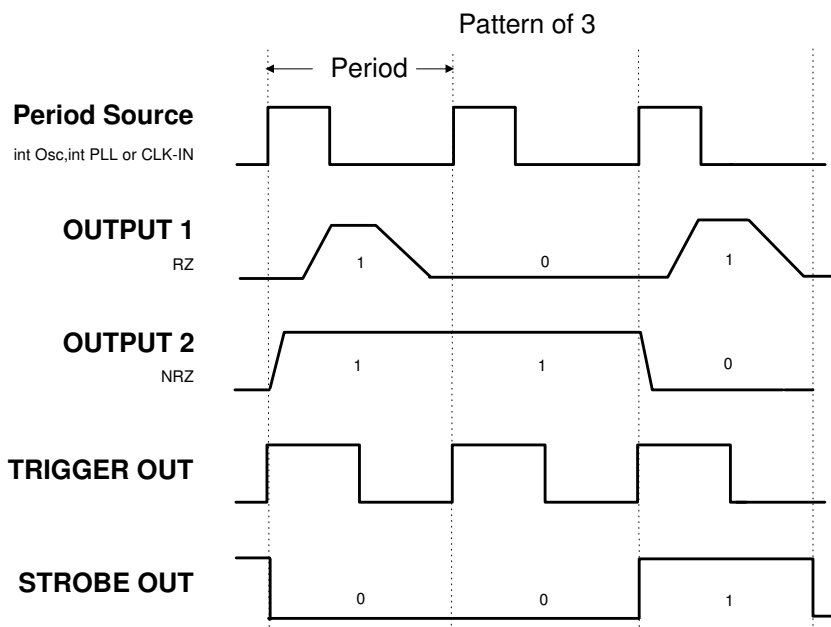 Pattern of 3
Period
Period Source
int Osc,int PLL or CLK-IN
OUTPUT 1
RZ
1 0 1
OUTPUT 2
NRZ
1 1 0
TRIGGER OUT
STROBE OUT
0 0 1